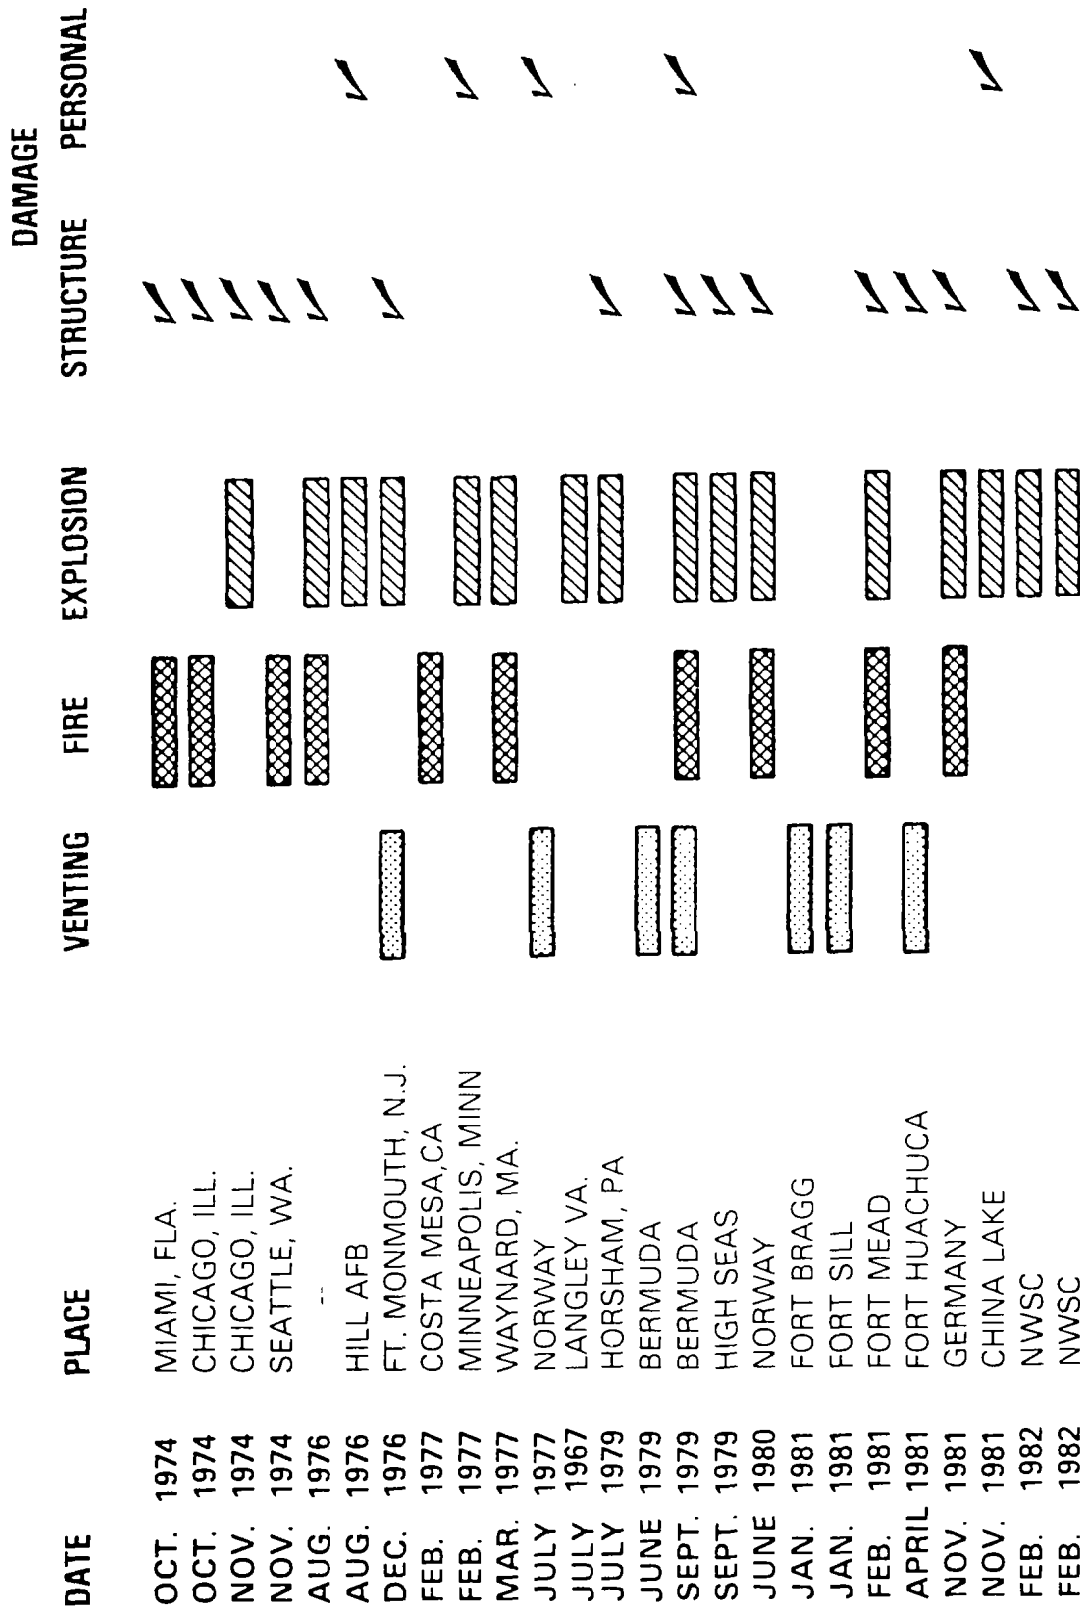 DAMAGE
DATE PLACE VENTING FIRE EXPLOSION STRUCTURE PERSONAL
OCT. 1974 MIAMI, FLA.
OCT. 1974 CHICAGO, ILL.
NOV. 1974 CHICAGO, ILL.
NOV. 1974 SEATTLE, WA.
AUG. 1976 --
AUG. 1976 HILL AFB
DEC. 1976 FT. MONMOUTH, N.J.
FEB. 1977 COSTA MESA,CA
FEB. 1977 MINNEAPOLIS, MINN
MAR. 1977 WAYNARD, MA.
JULY 1977 NORWAY
JULY 1967 LANGLEY VA.
JULY 1979 HORSHAM, PA
JUNE 1979 BERMUDA
SEPT. 1979 BERMUDA
SEPT. 1979 HIGH SEAS
JUNE 1980 NORWAY
JAN. 1981 FORT BRAGG
JAN. 1981 FORT SILL
FEB. 1981 FORT MEAD
APRIL 1981 FORT HUACHUCA
NOV. 1981 GERMANY
NOV. 1981 CHINA LAKE
FEB. 1982 NWSC
FEB. 1982 NWSC